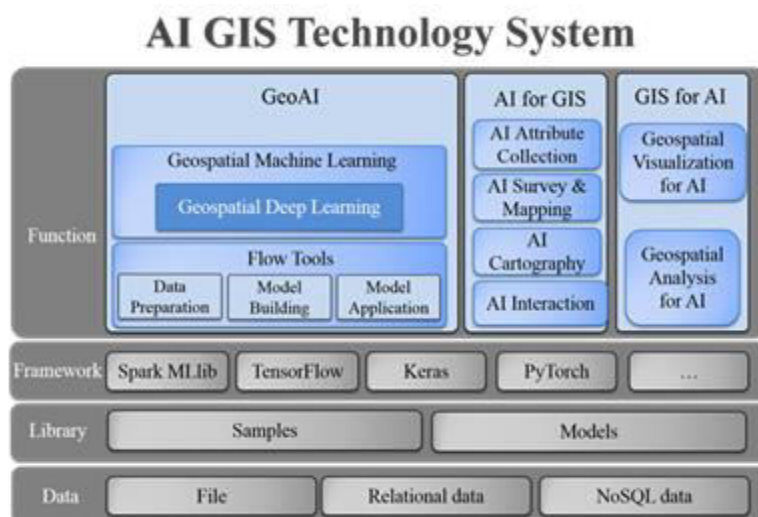 AI GIS Technology System
Function
GeoAI
Geospatial Machine Learning
Geospatial Deep Learning
Flow Tools
Data
Preparation
Model
Building
Model
Application
AI for GIS
AI Attribute
Collection
AI Survey &
Mapping
AI
Cartography
AI Interaction
GIS for AI
Geospatial
Visualization
for AI
Geospatial
Analysis
for AI
Framework
Spark MLlib
TensorFlow
Keras
PyTorch
...
Library
Samples
Models
Data
File
Relational data
NoSQL data